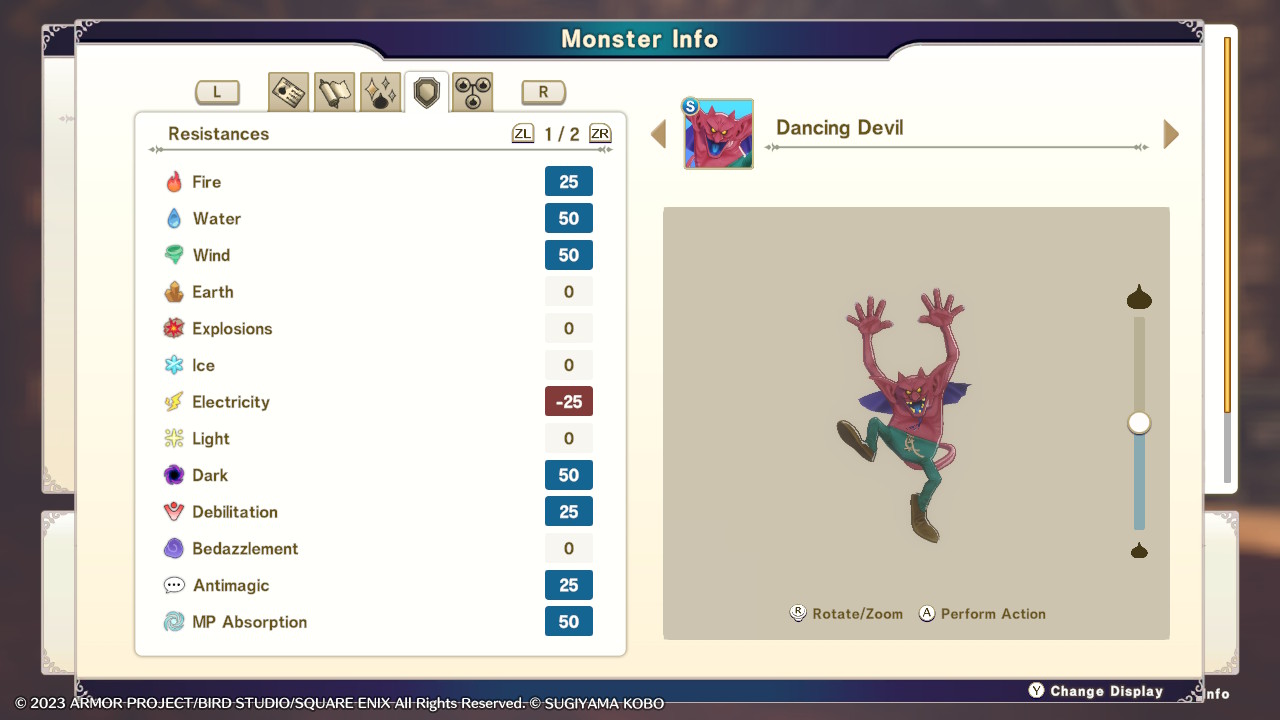 Monster Info
L
R
Resistances
ZL 1 / 2 ZR
Fire 25
Water 50
Wind 50
Earth 0
Explosions 0
Ice 0
Electricity -25
Light 0
Dark 50
Debilitation 25
Bedazzlement 0
Antimagic 25
MP Absorption 50
S
Dancing Devil
R Rotate/Zoom A Perform Action
Y Change Display
nfo
© 2023 ARMOR PROJECT/BIRD STUDIO/SQUARE ENIX All Rights Reserved. © SUGIYAMA KOBO